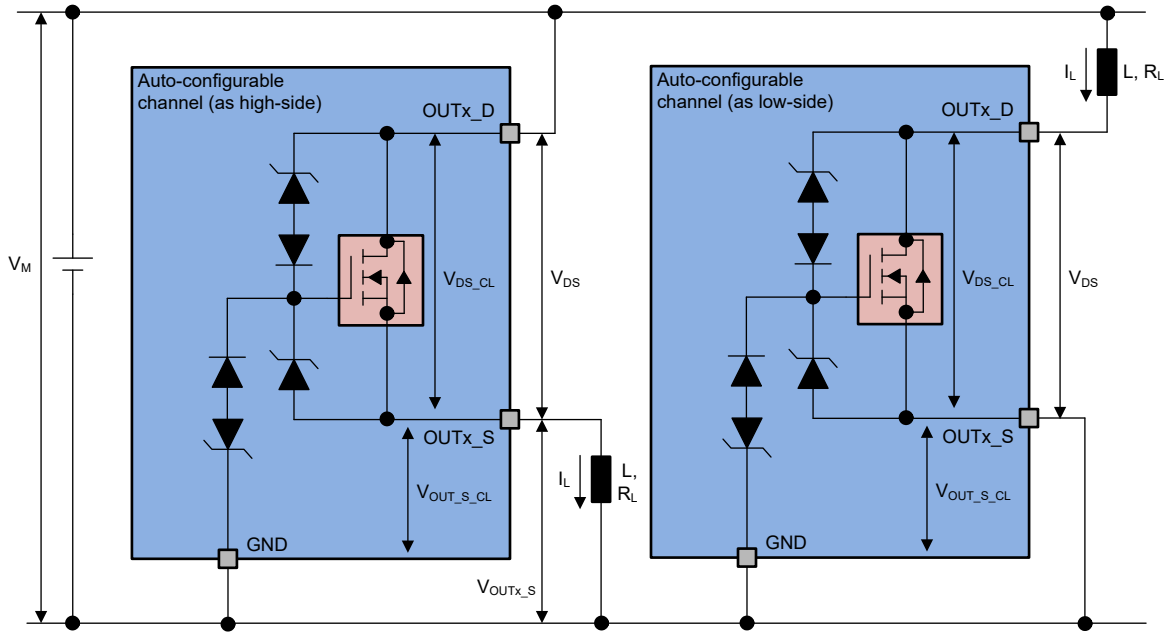 Auto-configurable
channel (as high-side)
OUTx_D
V_M
V_DS_CL
V_DS
OUTx_S
I_L
L,
R_L
V_OUT_S_CL
GND
V_OUTx_S
Auto-configurable
channel (as low-side)
OUTx_D
I_L
L, R_L
V_DS_CL
V_DS
OUTx_S
V_OUT_S_CL
GND